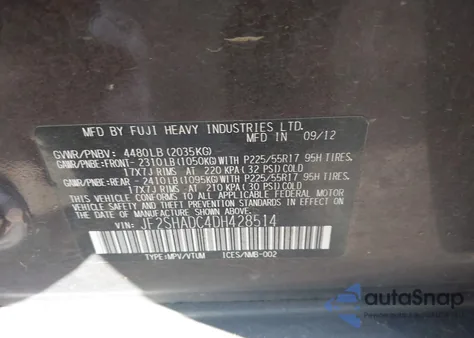 MFD BY FUJI HEAVY INDUSTRIES LTD.
MFD IN 09/12
GVWR/PNBV: 4480LB(2035KG)
GAWR/PNBE:FRONT- 2310LB(1050KG)WITH P225/55R17 95H TIRES.
17X7J RIMS AT 220 KPA(32 PSI)COLD
GAWR/PNBE:REAR - 2410LB(1095KG)WITH P225/55R17 95H TIRES,
17X7J RIMS AT 210 KPA(30 PSI)COLD
THIS VEHICLE CONFORMS TO ALL APPLICABLE
FEDERAL MOTOR VEHICLE SAFETY, BUMPER,
AND THEFT PREVENTION STANDARDS IN EFFECT ON
THE DATE OF MANUFACTURE SHOWN ABOVE.
VIN: JF2SHADC4DH428514
TYPE:MPV/VTUM ICES/NMB-002
autoSnap